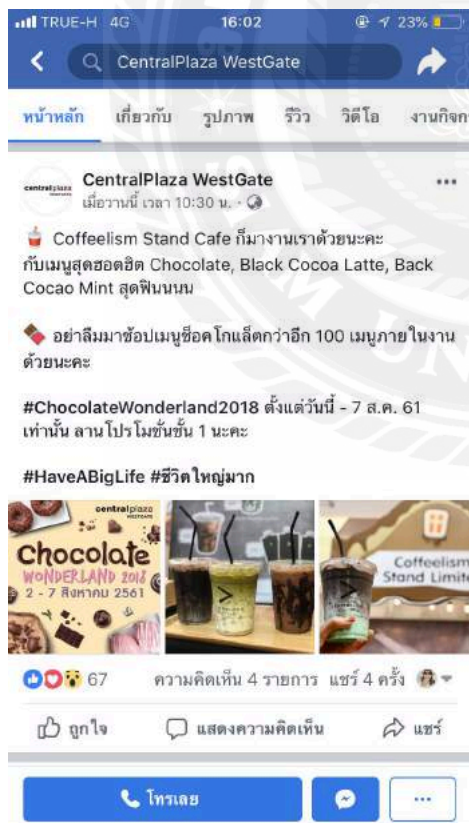 TRUE-H 4G 16:02 23%
CentralPlaza WestGate
หน้าหลัก เกี่ยวกับ รูปภาพ รีวิว วิดีโอ งานกิจก
centralplaza
CentralPlaza WestGate
เมื่อวานนี้ เวลา 10:30 น.
Coffeelism Stand Cafe ก็มางานเราด้วยนะคะ
กับเมนูสุดฮอตฮิต Chocolate, Black Cocoa Latte, Back
Cocao Mint สุดฟินนนน
อย่าลืมมาช้อปเมนูช็อคโกแล็ตกว่าอีก 100 เมนูภายในงาน
ด้วยนะคะ
#ChocolateWonderland2018 ตั้งแต่วันนี้ - 7 ส.ค. 61
เท่านั้น ลานโปรโมชั่นชั้น 1 นะคะ
#HaveABigLife #ชีวิตใหญ่มาก
centralplaza
WESTGATE
Chocolate
WONDERLAND 2018
2 - 7 สิงหาคม 2561
Coffeelism
Stand Limite
67 ความคิดเห็น 4 รายการ แชร์ 4 ครั้ง
ถูกใจ แสดงความคิดเห็น แชร์
โทรเลย